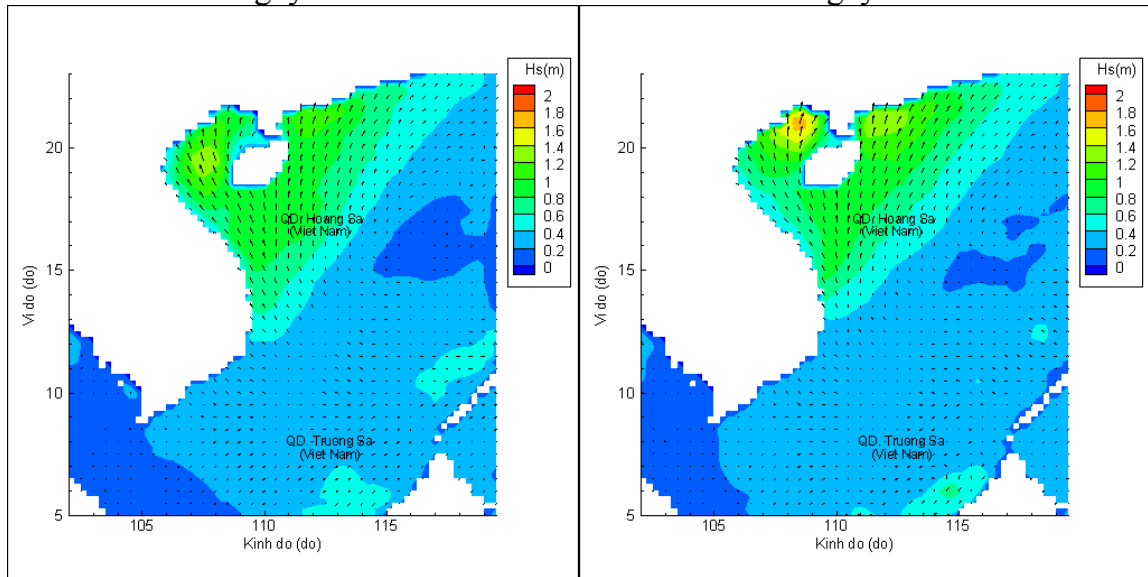 Hs(m)
2
1.8
1.6
1.4
1.2
1
0.8
0.6
0.4
0.2
0
20
15
10
5
Vi do (do)
QD. Hoang Sa
(Viet Nam)
QD. Truong Sa
(Viet Nam)
105
110
115
Kinh do (do)
Hs(m)
2
1.8
1.6
1.4
1.2
1
0.8
0.6
0.4
0.2
0
20
15
10
5
Vi do (do)
QD. Hoang Sa
(Viet Nam)
QD. Truong Sa
(Viet Nam)
105
110
115
Kinh do (do)